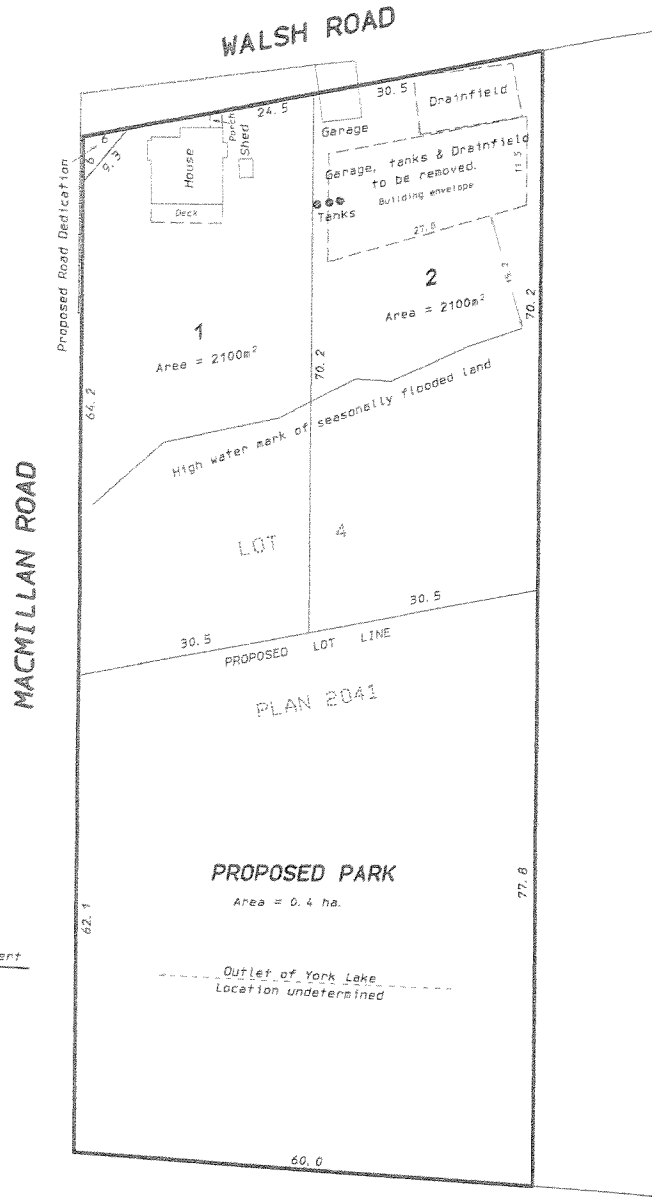 WALSH ROAD
30.5
24.5
Drainfield
Garage
Porch
Shed
House
Deck
6
6
9.3
Proposed Road Dedication
Garage, tanks & Drainfield
to be removed.
Building envelope
Tanks
27.8
70.2
2
Area = 2100m²
1
Area = 2100m²
70.2
64.2
High water mark of seasonally flooded land
MACMILLAN ROAD
LOT 4
30.5
30.5
PROPOSED LOT LINE
PLAN 2041
PROPOSED PARK
Area = 0.4 ha.
77.8
62.1
Outlet of York Lake
Location undetermined
60.0